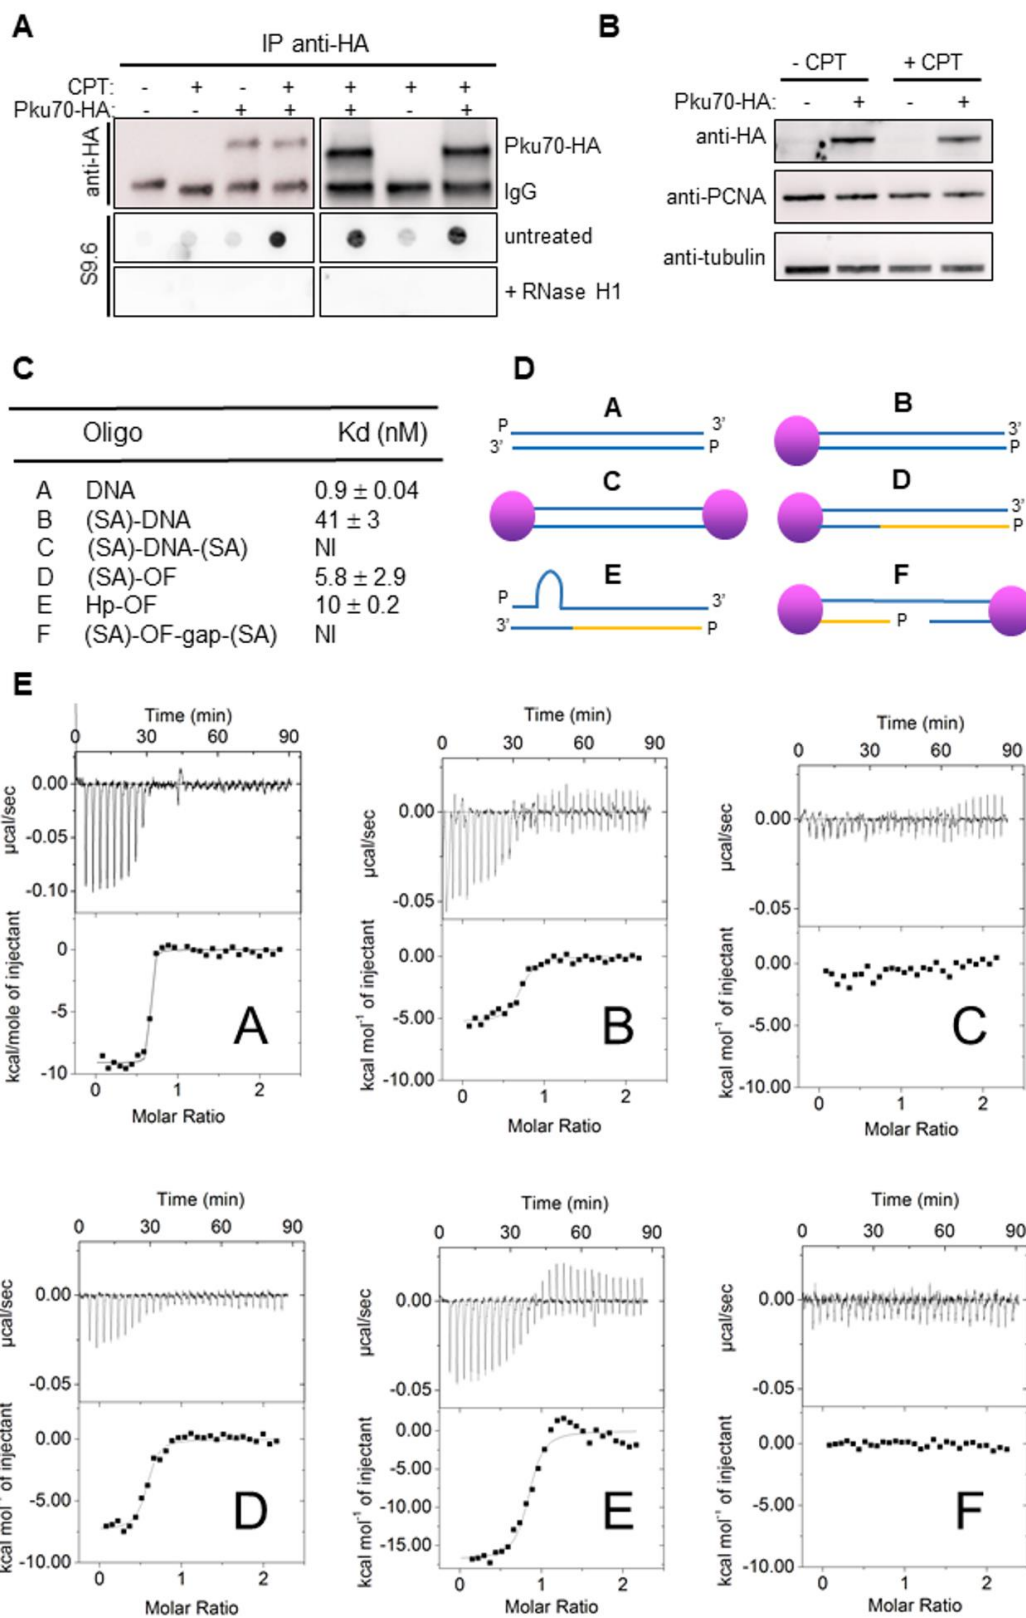 A
IP anti-HA
CPT: - + - + + + +
Pku70-HA: - - + + + - +
anti-HA
Pku70-HA
IgG
S9.6
untreated
+ RNase H1
B
- CPT + CPT
Pku70-HA: - + - +
anti-HA
anti-PCNA
anti-tubulin
C
Oligo Kd (nM)
A DNA 0.9 ± 0.04
B (SA)-DNA 41 ± 3
C (SA)-DNA-(SA) NI
D (SA)-OF 5.8 ± 2.9
E Hp-OF 10 ± 0.2
F (SA)-OF-gap-(SA) NI
D
A
P 3'
3' P
B
3'
P
C
D
3'
P
E
P 3'
3' P
F
P
E
Time (min)
0 30 60 90
0.00
-0.05
-0.10
µcal/sec
0
-5
-10
kcal/mole of injectant
A
0 1 2
Molar Ratio
Time (min)
0 30 60 90
0.00
-0.05
µcal/sec
0.00
-5.00
-10.00
kcal mol⁻¹ of injectant
B
0 1 2
Molar Ratio
Time (min)
0 30 60 90
0.00
-0.05
µcal/sec
0.00
-5.00
-10.00
kcal mol⁻¹ of injectant
C
0 1 2
Molar Ratio
Time (min)
0 30 60 90
0.00
-0.05
µcal/sec
0.00
-5.00
-10.00
kcal mol⁻¹ of injectant
D
0 1 2
Molar Ratio
Time (min)
0 30 60 90
0.00
-0.05
µcal/sec
0.00
-5.00
-10.00
-15.00
kcal mol⁻¹ of injectant
E
0 1 2
Molar Ratio
Time (min)
0 30 60 90
0.00
-0.05
µcal/sec
0.00
-5.00
-10.00
kcal mol⁻¹ of injectant
F
0 1 2
Molar Ratio